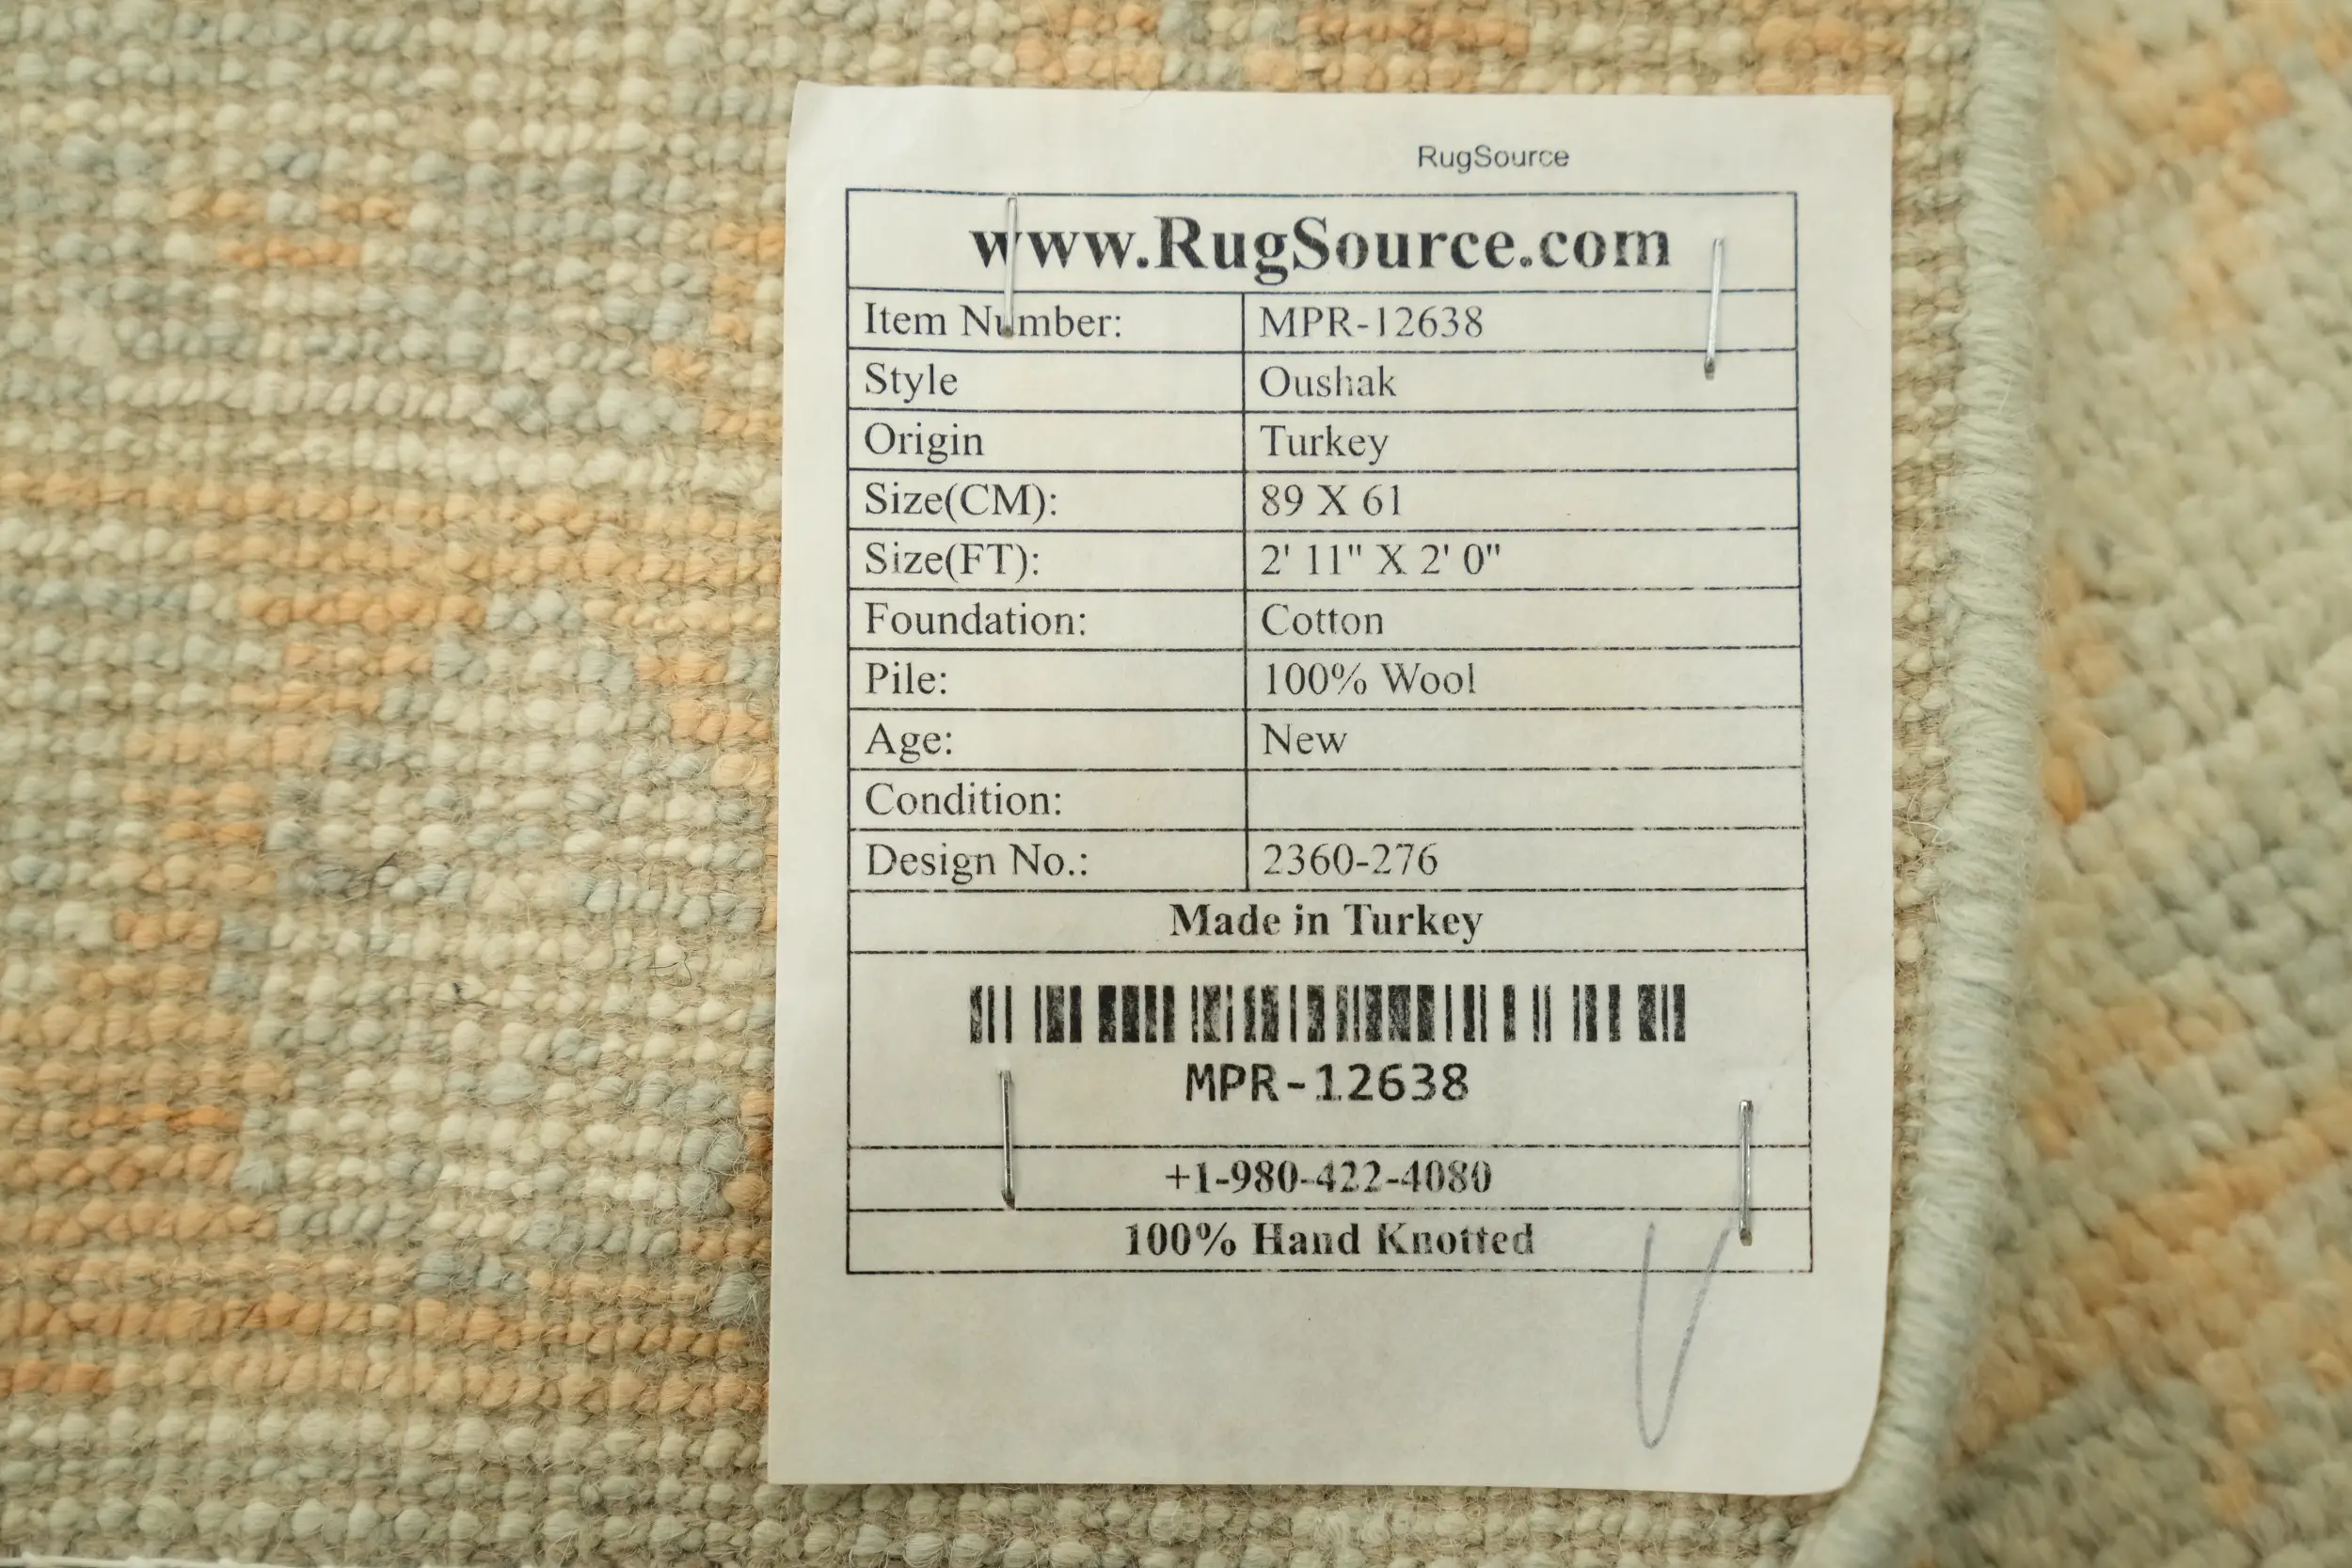 RugSource
www.RugSource.com
Item Number: MPR-12638
Style Oushak
Origin Turkey
Size(CM): 89 X 61
Size(FT): 2' 11" X 2' 0"
Foundation: Cotton
Pile: 100% Wool
Age: New
Condition:
Design No.: 2360-276
Made in Turkey
MPR-12638
+1-980-422-4080
100% Hand Knotted